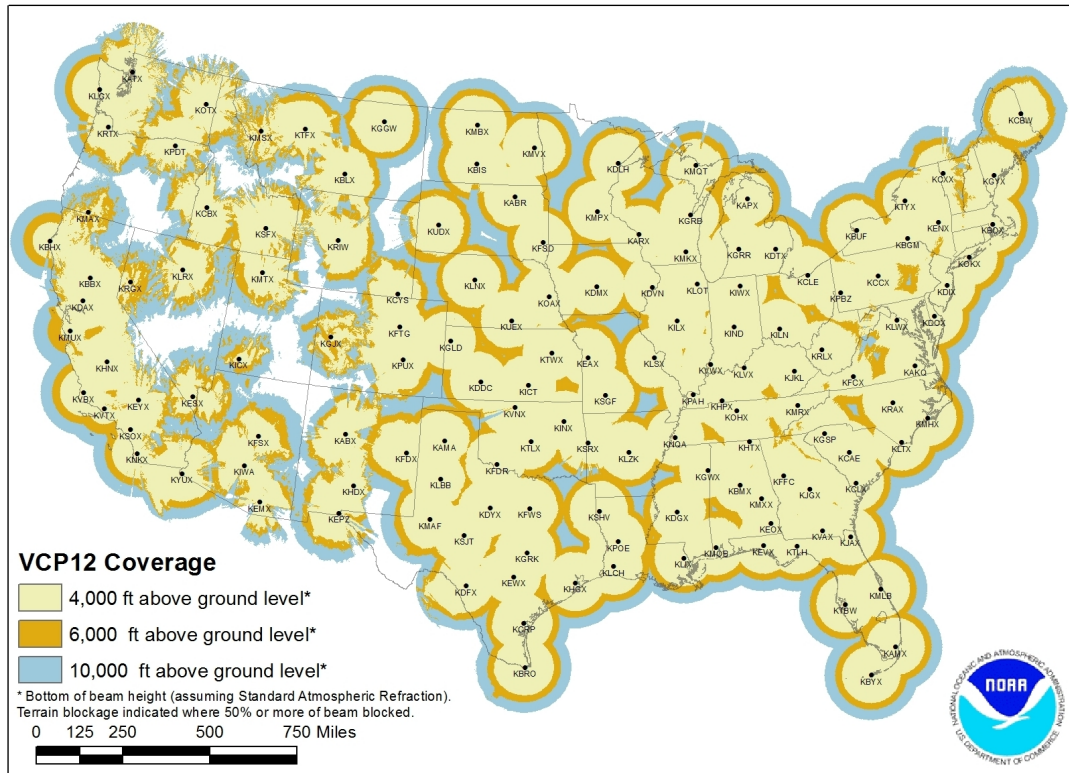 KATX
KLGX
KOTX
KRTX
KMSX
KTFX
KGGW
KPDT
KMBX
KMVX
KBIS
KDLH
KMQT
KCBW
KBLX
KCXX
KGYX
KCBX
KABR
KMPX
KGRB
KAPX
KTYX
KMAX
KUDX
KENX
KBOX
KBHX
KSFX
KRIW
KFSD
KARX
KMKX
KGRR
KDTX
KBUF
KBGM
KOKX
KBBX
KRGX
KLRX
KMTX
KLNX
KDMX
KDVN
KLOT
KIWX
KCLE
KPBZ
KCCX
KDIX
KDAX
KCYS
KOAX
KMUX
KGJX
KFTG
KUEX
KILX
KIND
KILN
KLWX
KDOX
KHNX
KICX
KPUX
KGLD
KTWX
KEAX
KLSX
KVWX
KLVX
KJKL
KRLX
KFCX
KAKQ
KVBX
KVTX
KEYX
KESX
KDDC
KICT
KSGF
KPAH
KHPX
KOHX
KMRX
KRAX
KMHX
KSOX
KNKX
KYUX
KFSX
KABX
KVNX
KINX
KAMA
KTLX
KSRX
KNQA
KHTX
KGSP
KLTX
KIWA
KFDX
KFDR
KLZK
KCAE
KEMX
KHDX
KLBB
KGWX
KBMX
KFFC
KJGX
KCLX
KEPZ
KMAF
KDYX
KFWS
KSHV
KDGX
KMXX
KSJT
KGRK
KPOE
KEOX
KVAX
KJAX
KDFX
KEWX
KHGX
KLCH
KLIX
KMOB
KEVX
KTLH
KCRP
KMLB
KTBW
KBRO
KAMX
KBYX
VCP12 Coverage
4,000 ft above ground level*
6,000 ft above ground level*
10,000 ft above ground level*
* Bottom of beam height (assuming Standard Atmospheric Refraction).
Terrain blockage indicated where 50% or more of beam blocked.
0 125 250 500 750 Miles
NATIONAL OCEANIC AND ATMOSPHERIC ADMINISTRATION
NOAA
U.S. DEPARTMENT OF COMMERCE